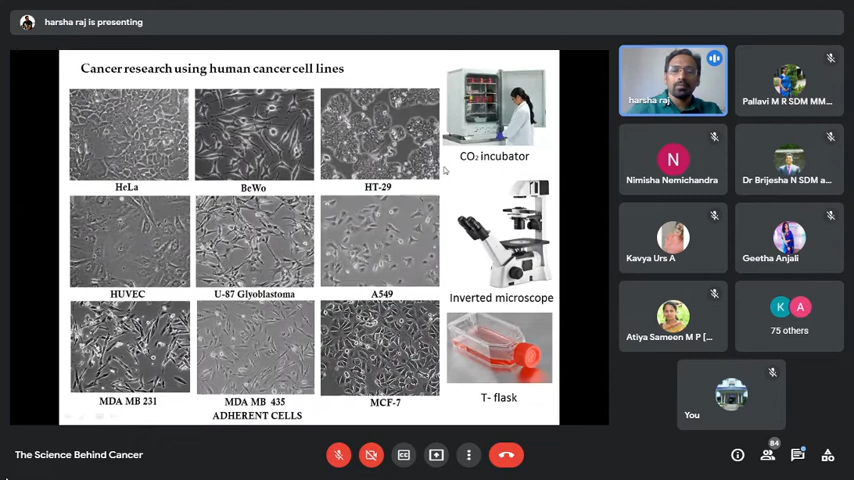 harsha raj is presenting
Cancer research using human cancer cell lines
HeLa
BeWo
HT-29
CO2 incubator
HUVEC
U-87 Glyoblastoma
A549
Inverted microscope
MDA MB 231
MDA MB 435
MCF-7
T- flask
ADHERENT CELLS
harsha raj
Pallavi M R SDM MM...
N
Nimisha Nemichandra
Dr Brijesha N SDM a...
Kavya Urs A
Geetha Anjali
Atiya Sameen M P [...
K A
75 others
You
The Science Behind Cancer
CC
84